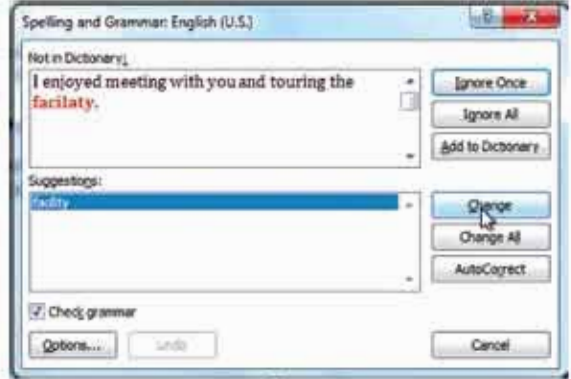 Spelling and Grammar: English (U.S.)
Not in Dictionary:
I enjoyed meeting with you and touring the
facilaty.
Ignore Once
Ignore All
Add to Dictionary
Suggestions:
facility
Change
Change All
AutoCorrect
Check grammar
Options...
Undo
Cancel